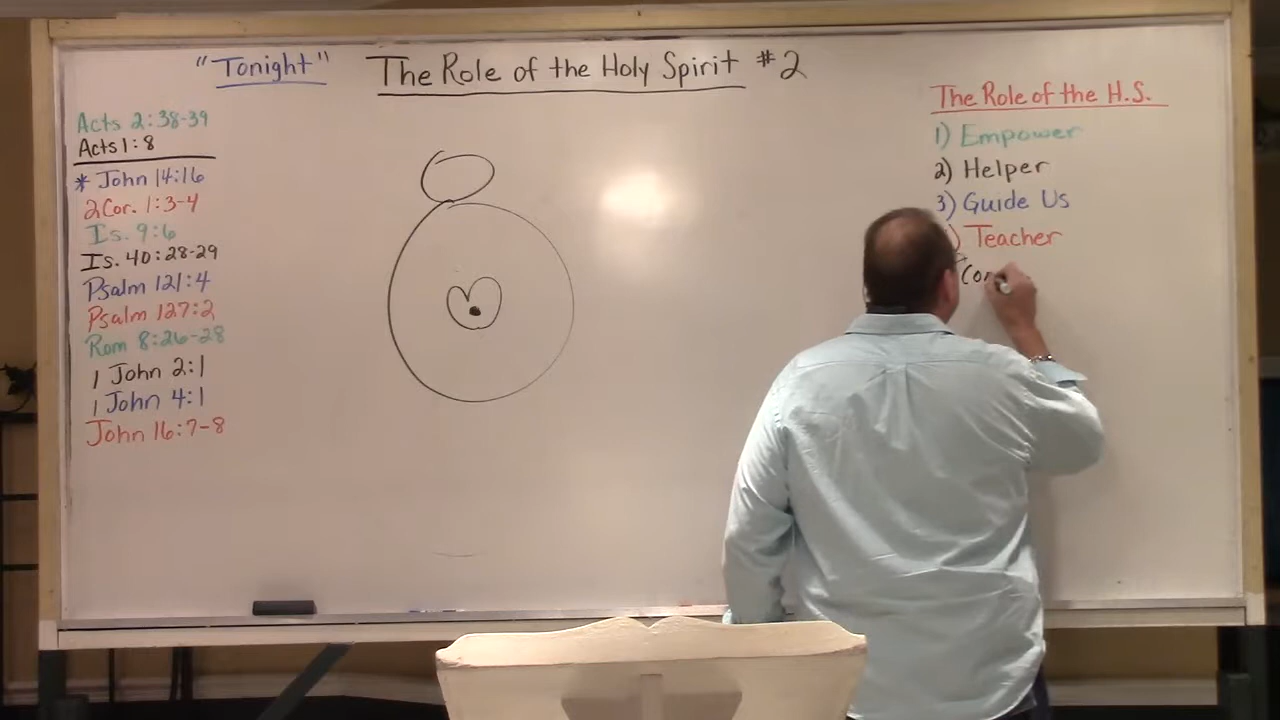 "Tonight" The Role of the Holy Spirit #2
Acts 2:38-39
Acts 1:8
* John 14:16
2 Cor. 1:3-4
Is. 9:6
Is. 40:28-29
Psalm 121:4
Psalm 127:2
Rom 8:26-28
1 John 2:1
1 John 4:1
John 16:7-8
The Role of the H.S.
1) Empower
2) Helper
3) Guide Us
) Teacher
Com